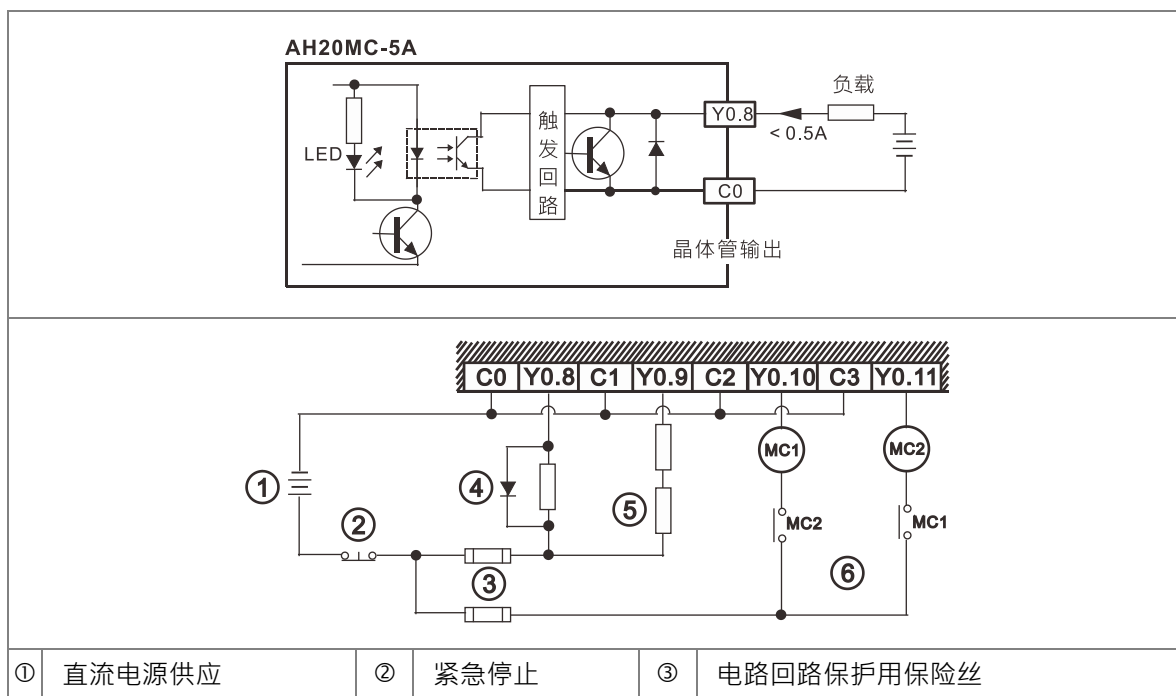 AH20MC-5A
负载
Y0.8
< 0.5A
LED
触发回路
C0
晶体管输出
C0 Y0.8 C1 Y0.9 C2 Y0.10 C3 Y0.11
MC1 MC2
① ④ ⑤
② MC2 MC1
③ ⑥
① 直流电源供应 ② 紧急停止 ③ 电路回路保护用保险丝